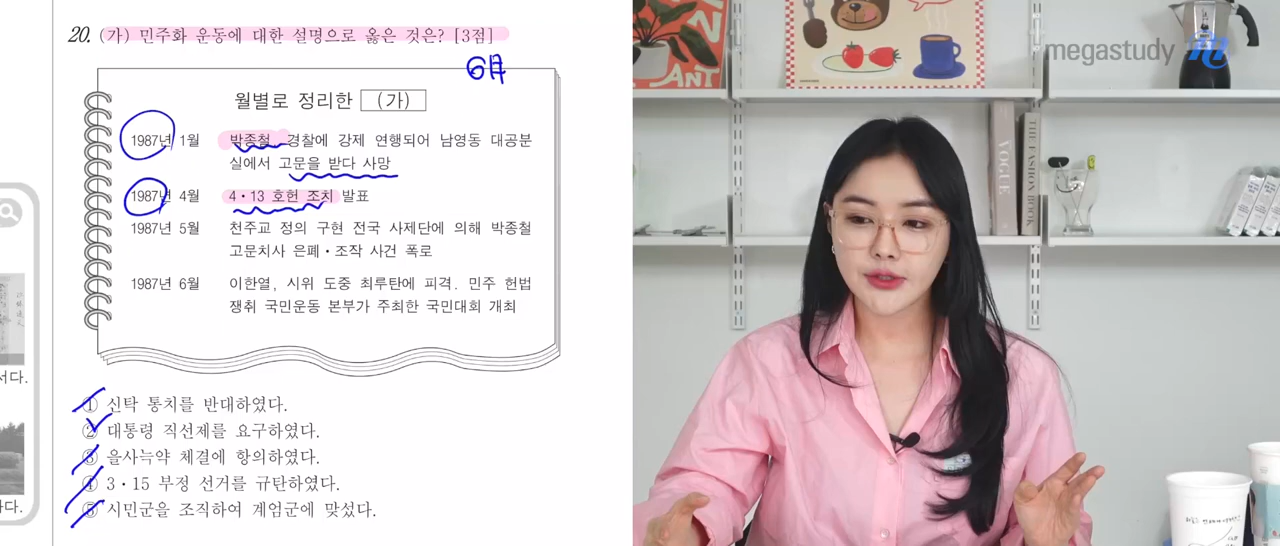 20. (가) 민주화 운동에 대한 설명으로 옳은 것은? [3점]
6月
월별로 정리한 (가)
1987년 1월 박종철, 경찰에 강제 연행되어 남영동 대공분
실에서 고문을 받다 사망
1987년 4월 4·13 호헌 조치 발표
1987년 5월 천주교 정의 구현 전국 사제단에 의해 박종철
고문치사 은폐·조작 사건 폭로
1987년 6월 이한열, 시위 도중 최루탄에 피격. 민주 헌법
쟁취 국민운동 본부가 주최한 국민대회 개최
① 신탁 통치를 반대하였다.
② 대통령 직선제를 요구하였다.
③ 을사늑약 체결에 항의하였다.
④ 3·15 부정 선거를 규탄하였다.
⑤ 시민군을 조직하여 계엄군에 맞섰다.
서다.
하다.
megastudy
ANT
VOGUE
THE FASHION BOOK